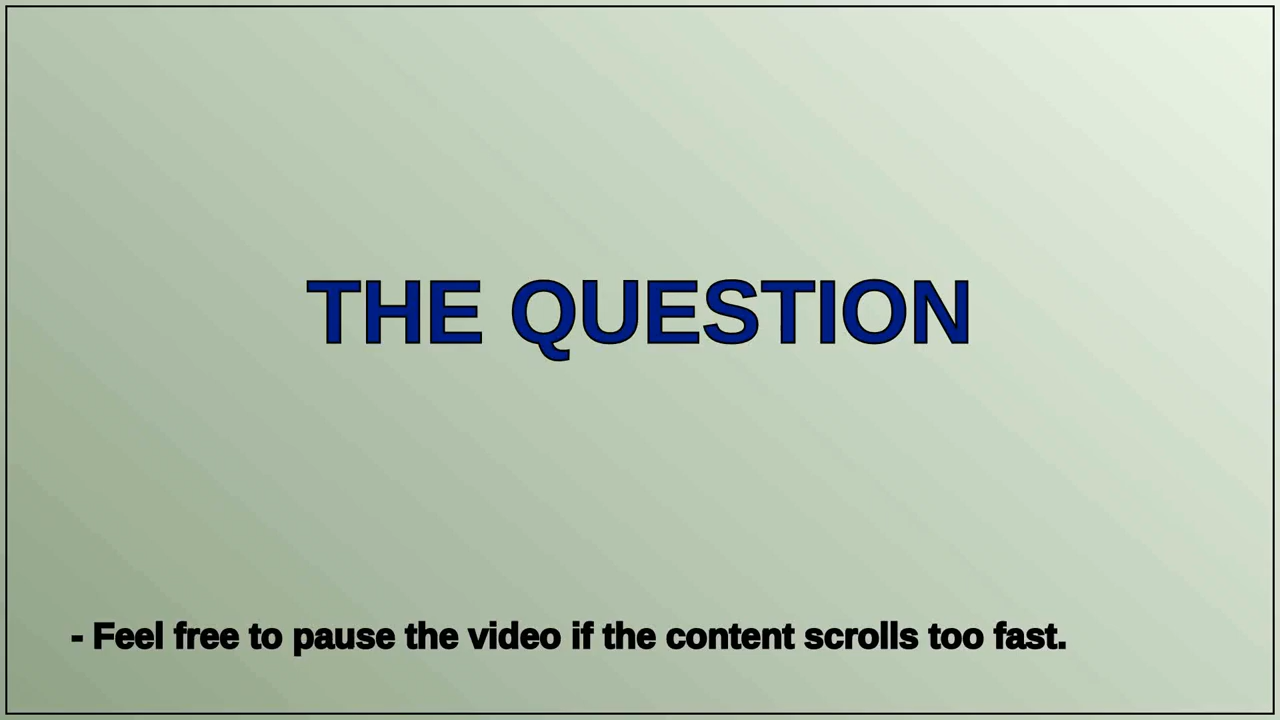 THE QUESTION
- Feel free to pause the video if the content scrolls too fast.